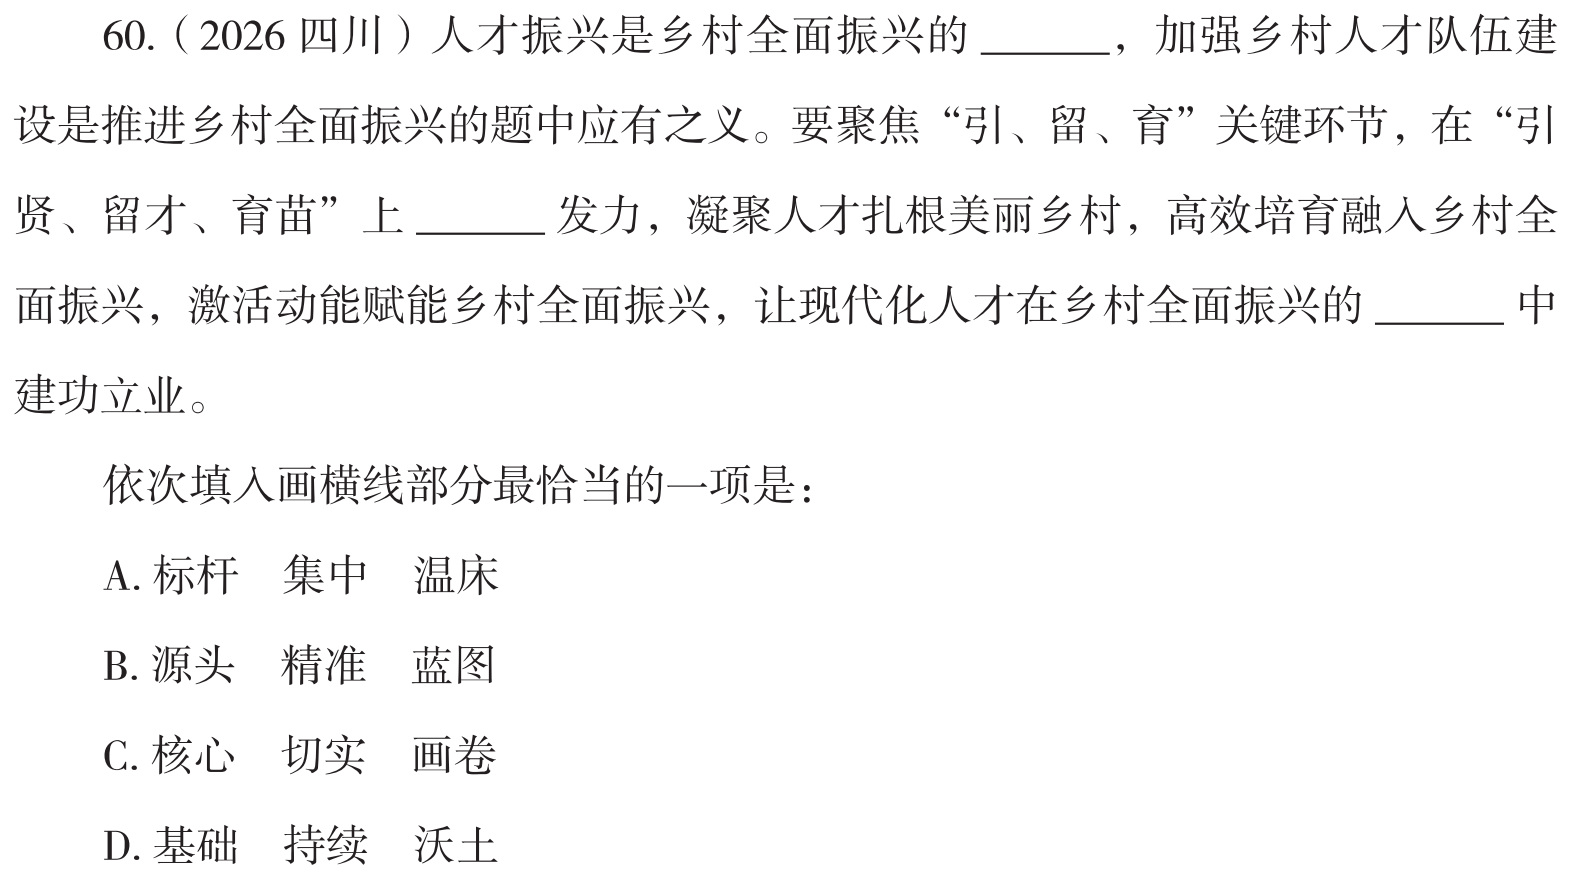 60.（2026 四川）人才振兴是乡村全面振兴的 ______，加强乡村人才队伍建
设是推进乡村全面振兴的题中应有之义。要聚焦“引、留、育”关键环节，在“引
贤、留才、育苗”上 ______ 发力，凝聚人才扎根美丽乡村，高效培育融入乡村全
面振兴，激活动能赋能乡村全面振兴，让现代化人才在乡村全面振兴的 ______ 中
建功立业。
依次填入画横线部分最恰当的一项是：
A. 标杆 集中 温床
B. 源头 精准 蓝图
C. 核心 切实 画卷
D. 基础 持续 沃土